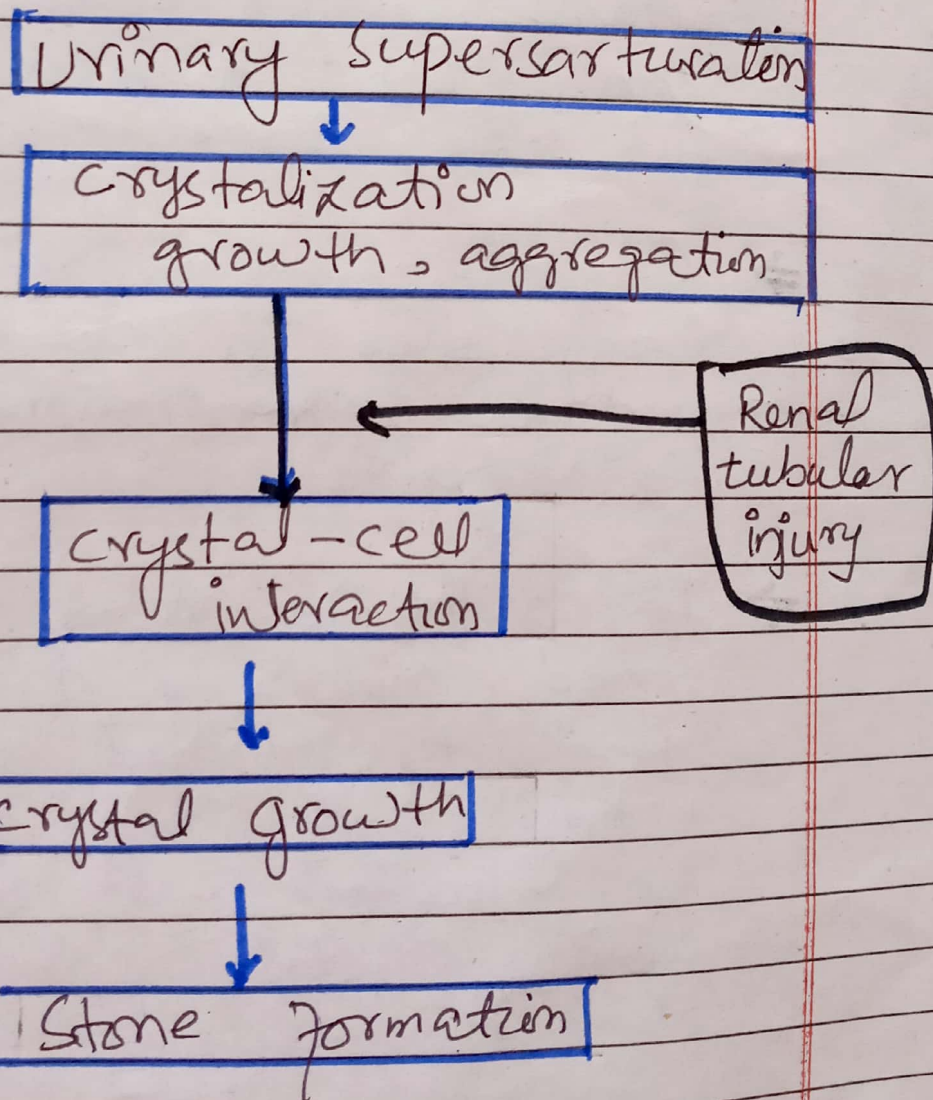 Urinary supersarturation
crystalization
growth, aggregation
Renal
tubular
injury
crystal-cell
interaction
crystal growth
Stone formation